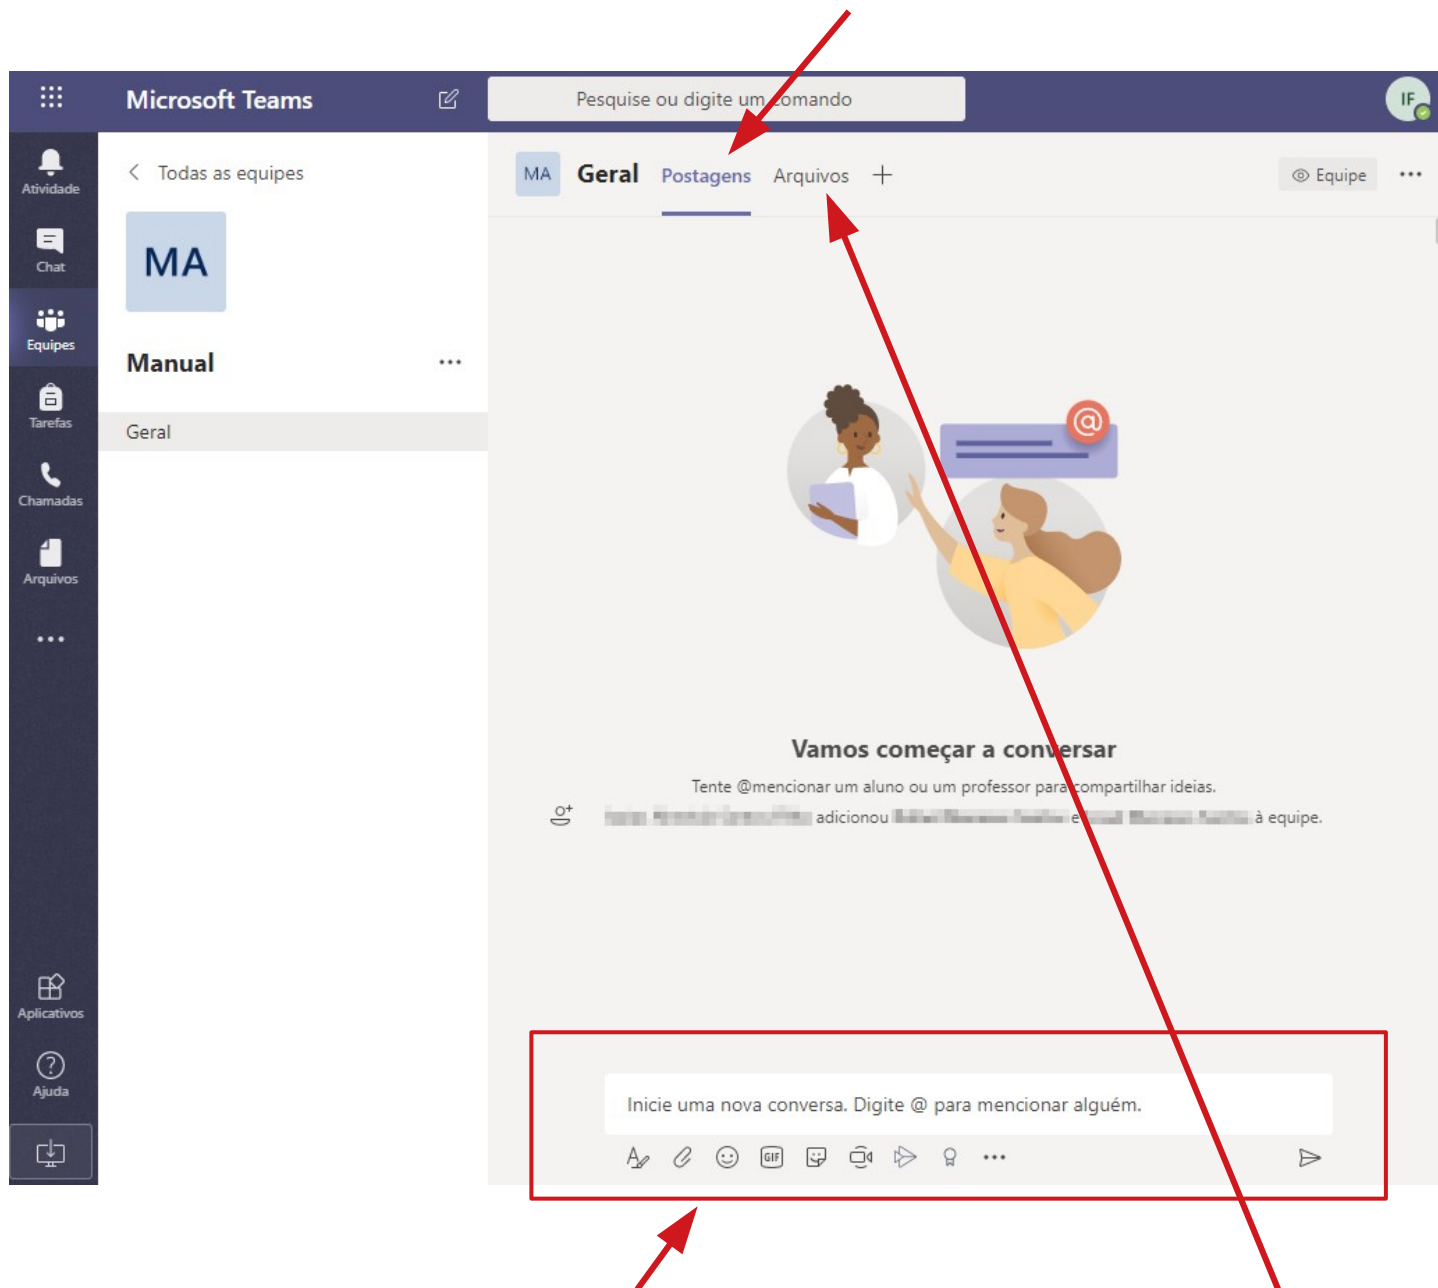 Microsoft Teams
Pesquise ou digite um comando
IF
Atividade
Chat
Equipes
Tarefas
Chamadas
Arquivos
Aplicativos
Ajuda
Todas as equipes
MA
Manual
Geral
MA Geral Postagens Arquivos
Equipe
@
Vamos começar a conversar
Tente @mencionar um aluno ou um professor para compartilhar ideias.
adicionou e à equipe.
Inicie uma nova conversa. Digite @ para mencionar alguém.
GIF